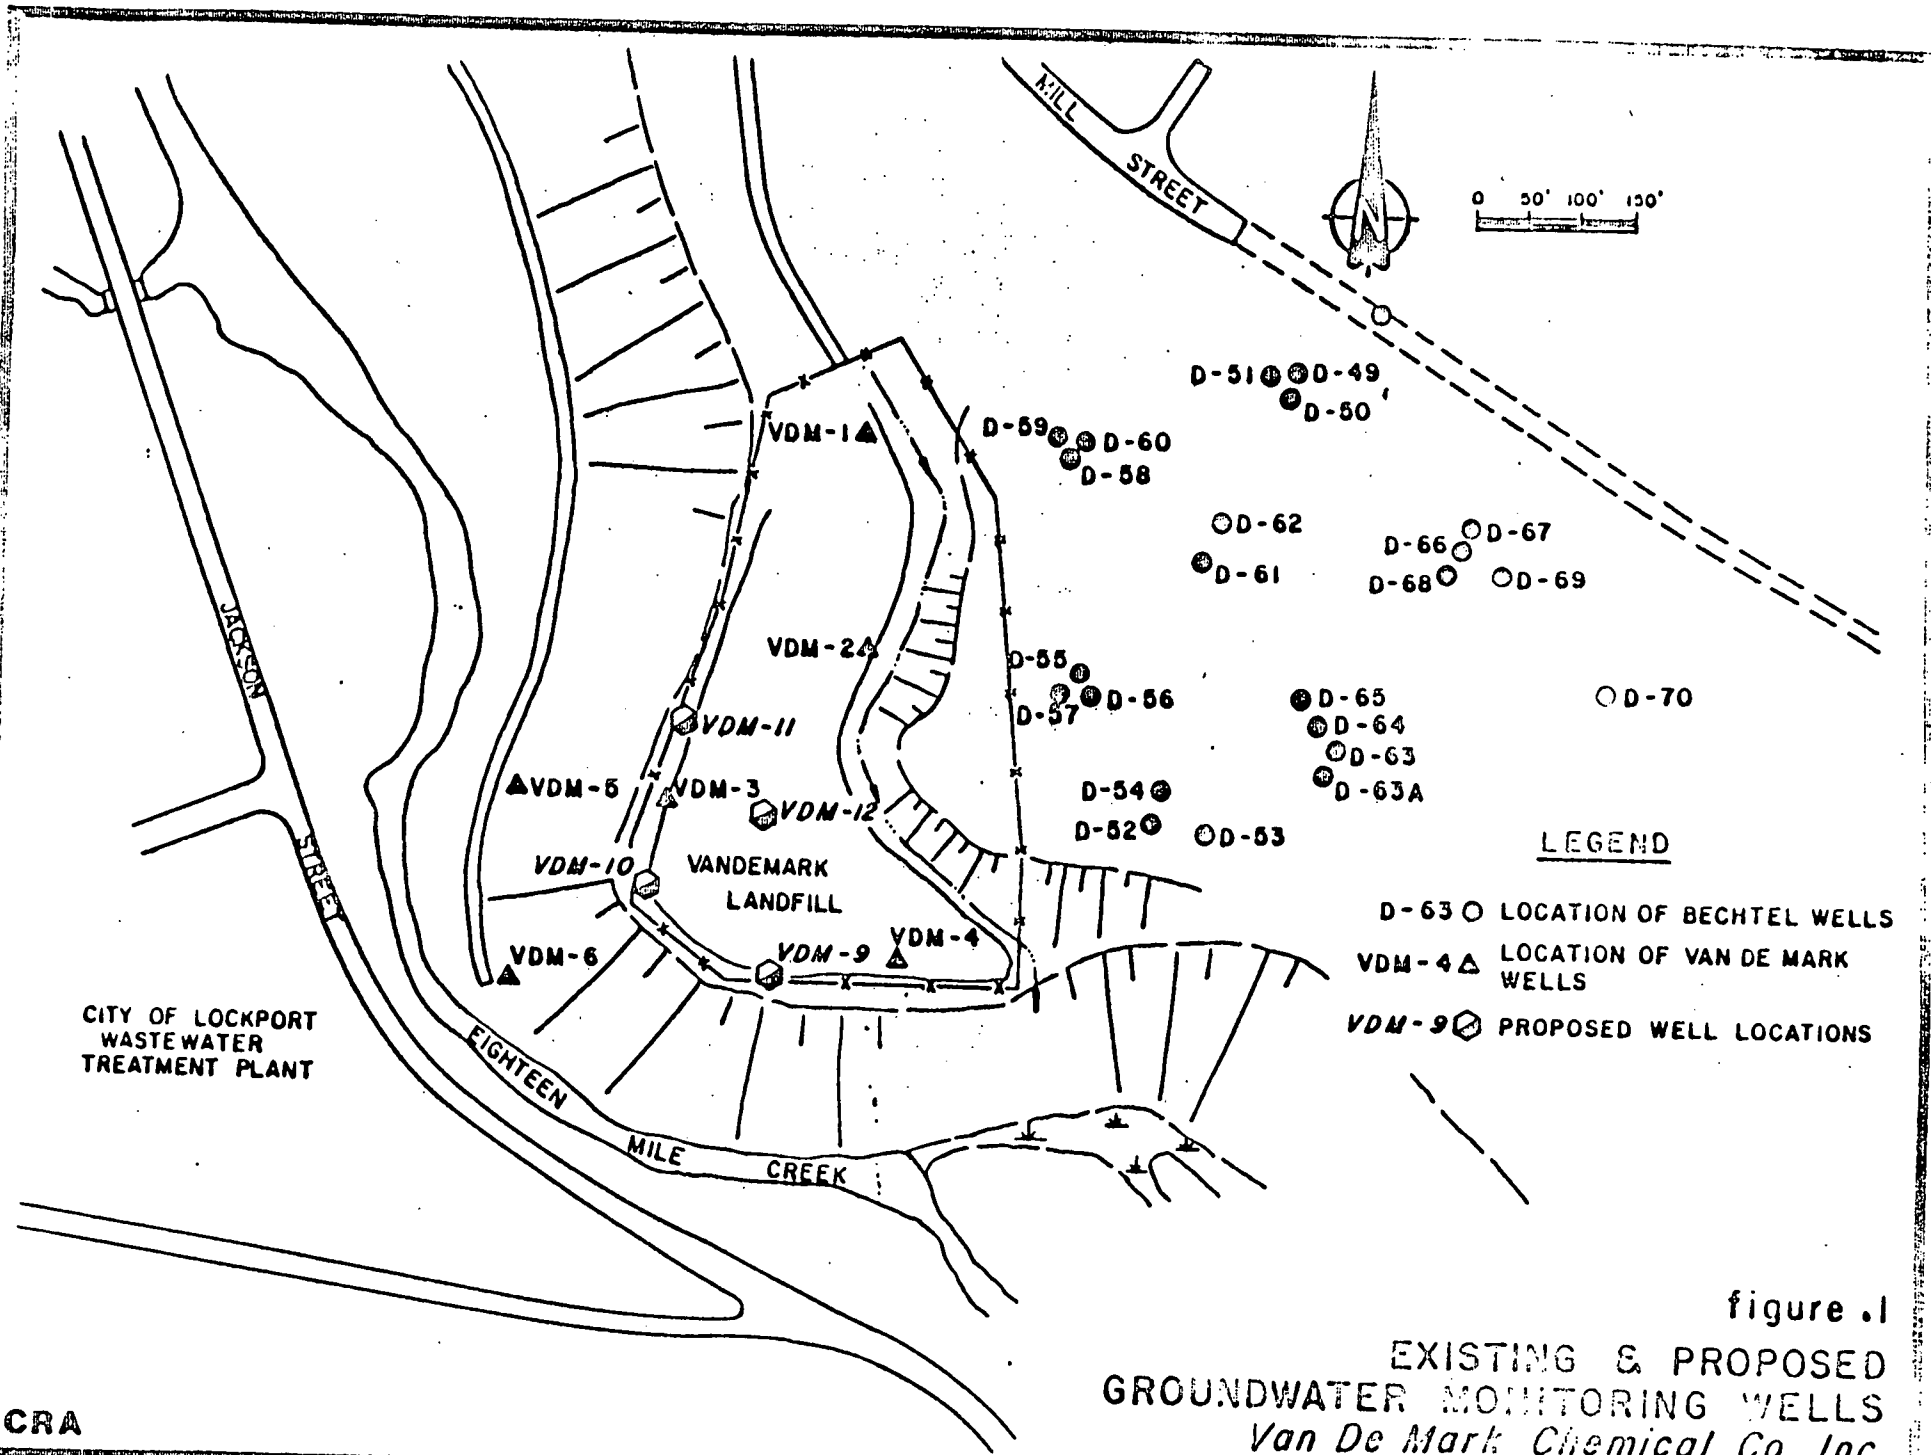 MILL
STREET
N
0 50' 100' 150'
D-51 D-49
D-50
D-59 D-60
D-58
VDM-1
D-62
D-61
D-67
D-66
D-68 D-69
JACKSON
STREET
VDM-2
D-55
D-56
D-57
D-65
D-64
D-63
D-63A
D-70
VDM-11
VDM-5
VDM-3
VDM-12
D-54
D-52 D-53
VDM-10
VANDEMARK
LANDFILL
VDM-4
VDM-9
VDM-6
LEGEND
D-63 LOCATION OF BECHTEL WELLS
VDM-4 LOCATION OF VAN DE MARK
WELLS
VDM-9 PROPOSED WELL LOCATIONS
CITY OF LOCKPORT
WASTEWATER
TREATMENT PLANT
EIGHTEEN
MILE
CREEK
figure .1
EXISTING & PROPOSED
GROUNDWATER MONITORING WELLS
Van De Mark Chemical Co. Inc.
CRA